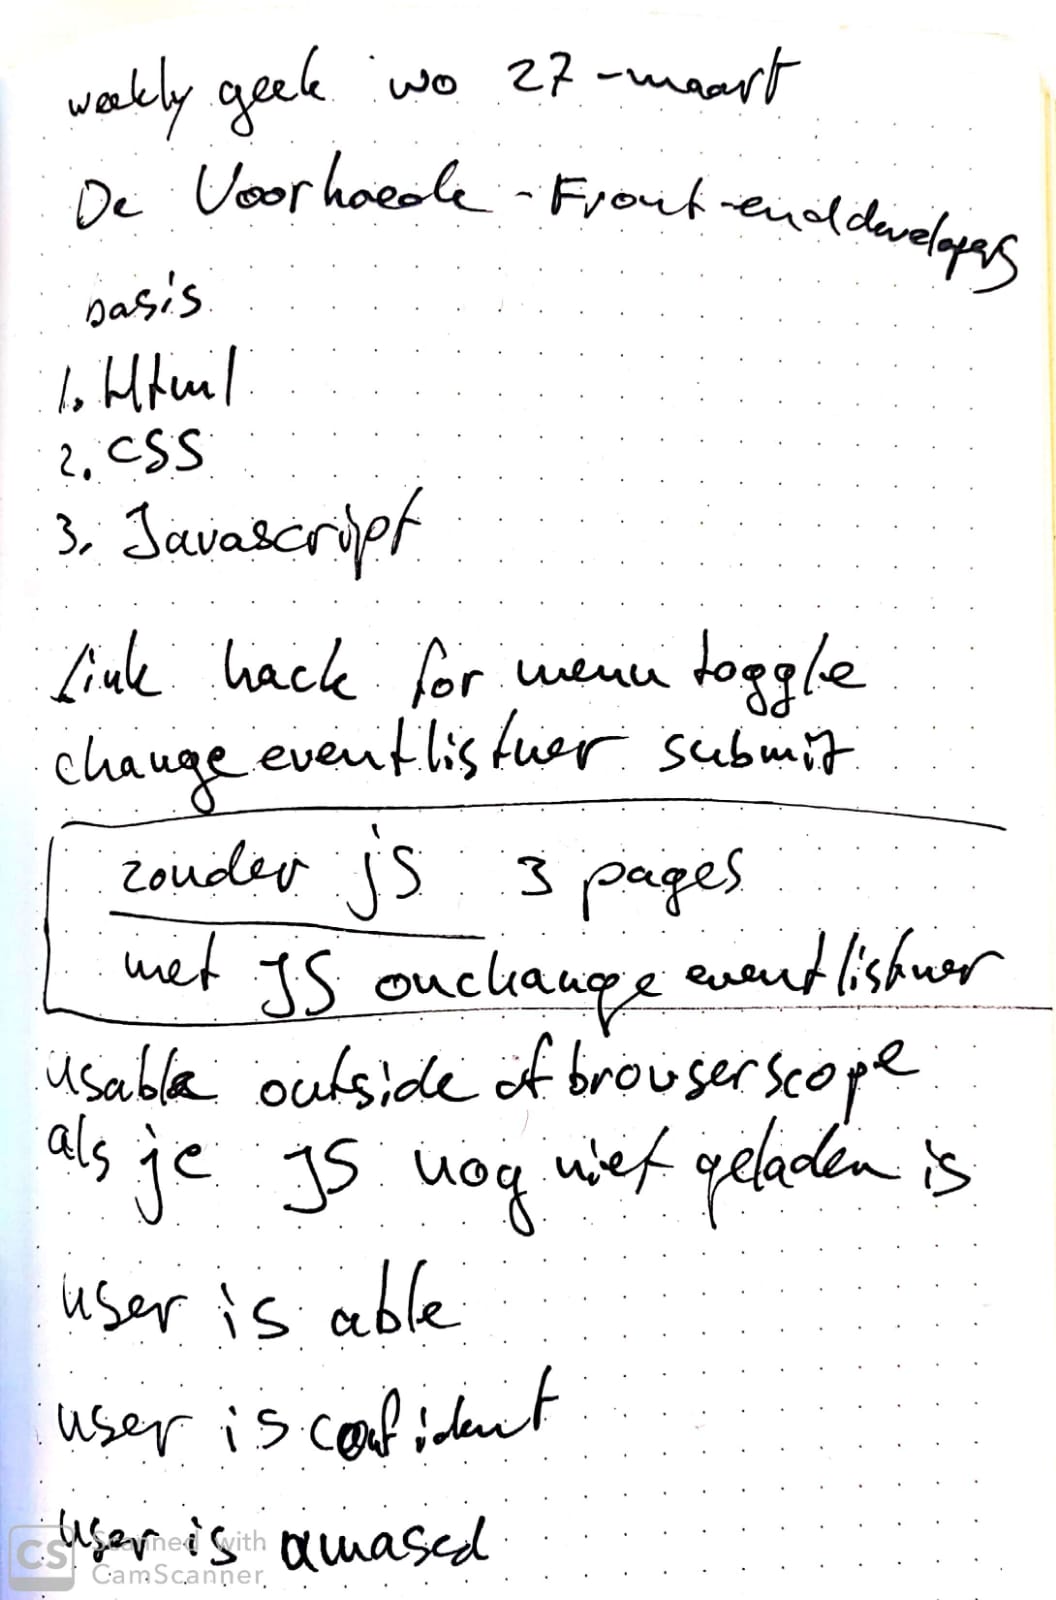 weekly geek wo 27-maart
De Voorhoede - Front-end developers
basis
1. Html
2. CSS
3. Javascript
link hack for menu toggle
change eventlistner submit
zonder js 3 pages
met JS onchange eventlistner
usable outside of browser scope
als je JS nog niet geladen is
user is able
user is confident
user is amased
CS Scanned with
CamScanner